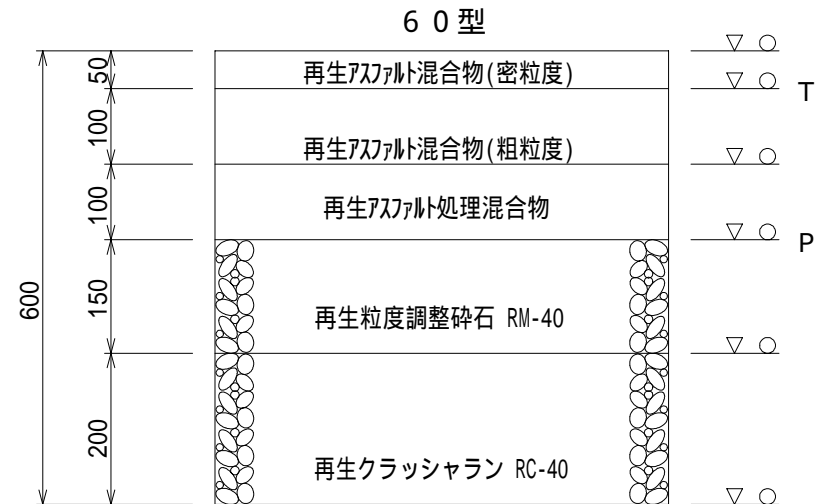 ６０型
▽ ○
50
再生ｱｽﾌｧﾙﾄ混合物(密粒度)
▽ ○
T
100
再生ｱｽﾌｧﾙﾄ混合物(粗粒度)
▽ ○
100
再生ｱｽﾌｧﾙﾄ処理混合物
▽ ○
P
600
150
再生粒度調整砕石 RM-40
▽ ○
200
再生クラッシャラン RC-40
▽ ○